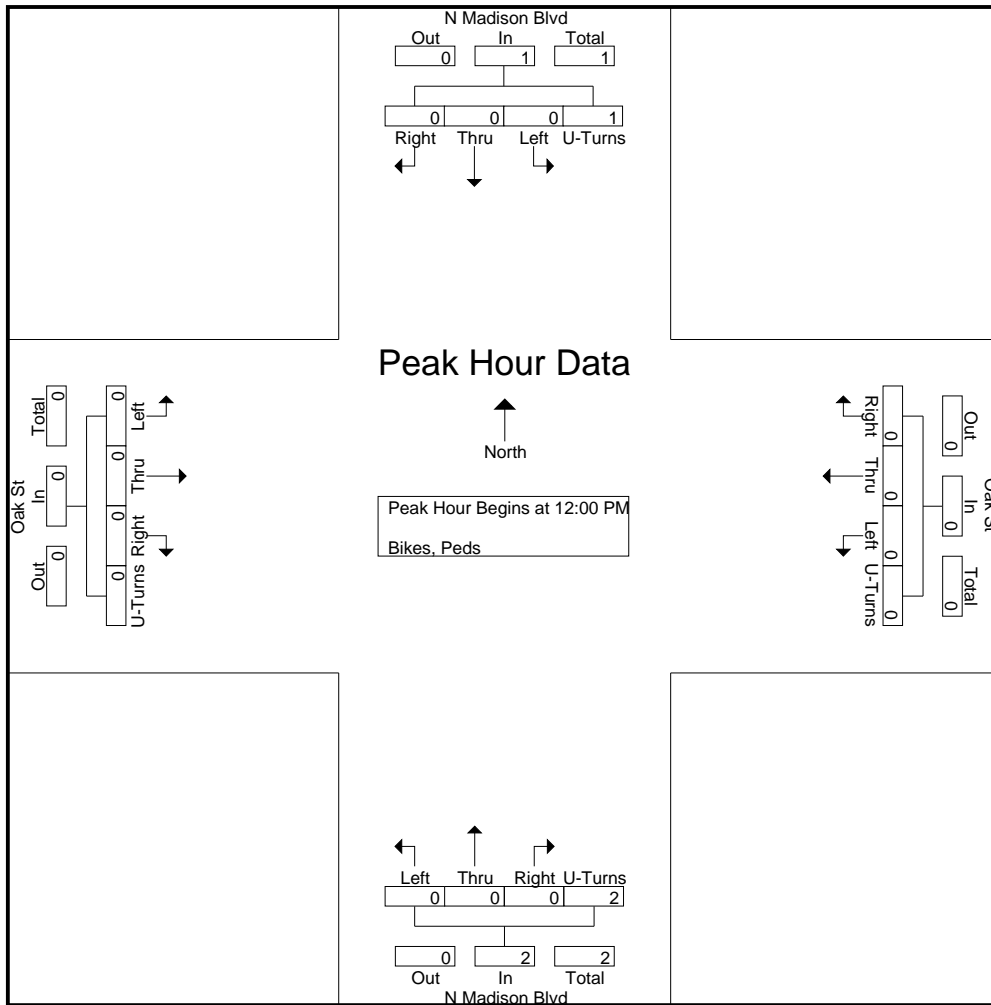 N Madison Blvd
Out In Total
0 1 1
0 0 0 1
Right Thru Left U-Turns
Peak Hour Data
North
Peak Hour Begins at 12:00 PM
Bikes, Peds
Oak St
Total In Out
0 0 0
0 0 0 0
Left Thru Right U-Turns
Right Thru Left U-Turns
0 0 0 0
Out In Total
0 0 0
Oak St
Left Thru Right U-Turns
0 0 0 2
0 2 2
Out In Total
N Madison Blvd